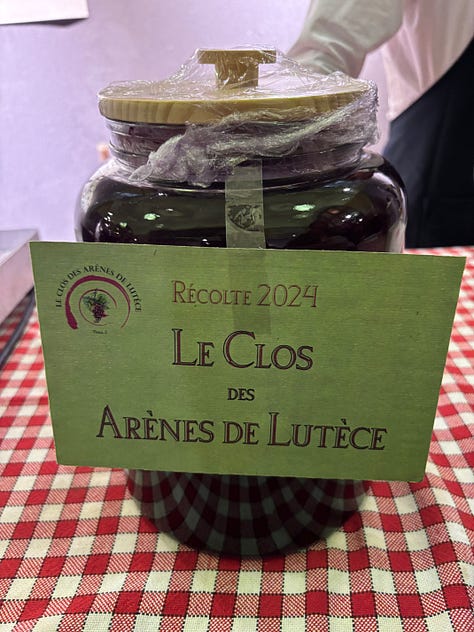 LE CLOS DES ARÈNES DE LUTÈCE
RÉCOLTE 2024
LE CLOS
DES
ARÈNES DE LUTÈCE